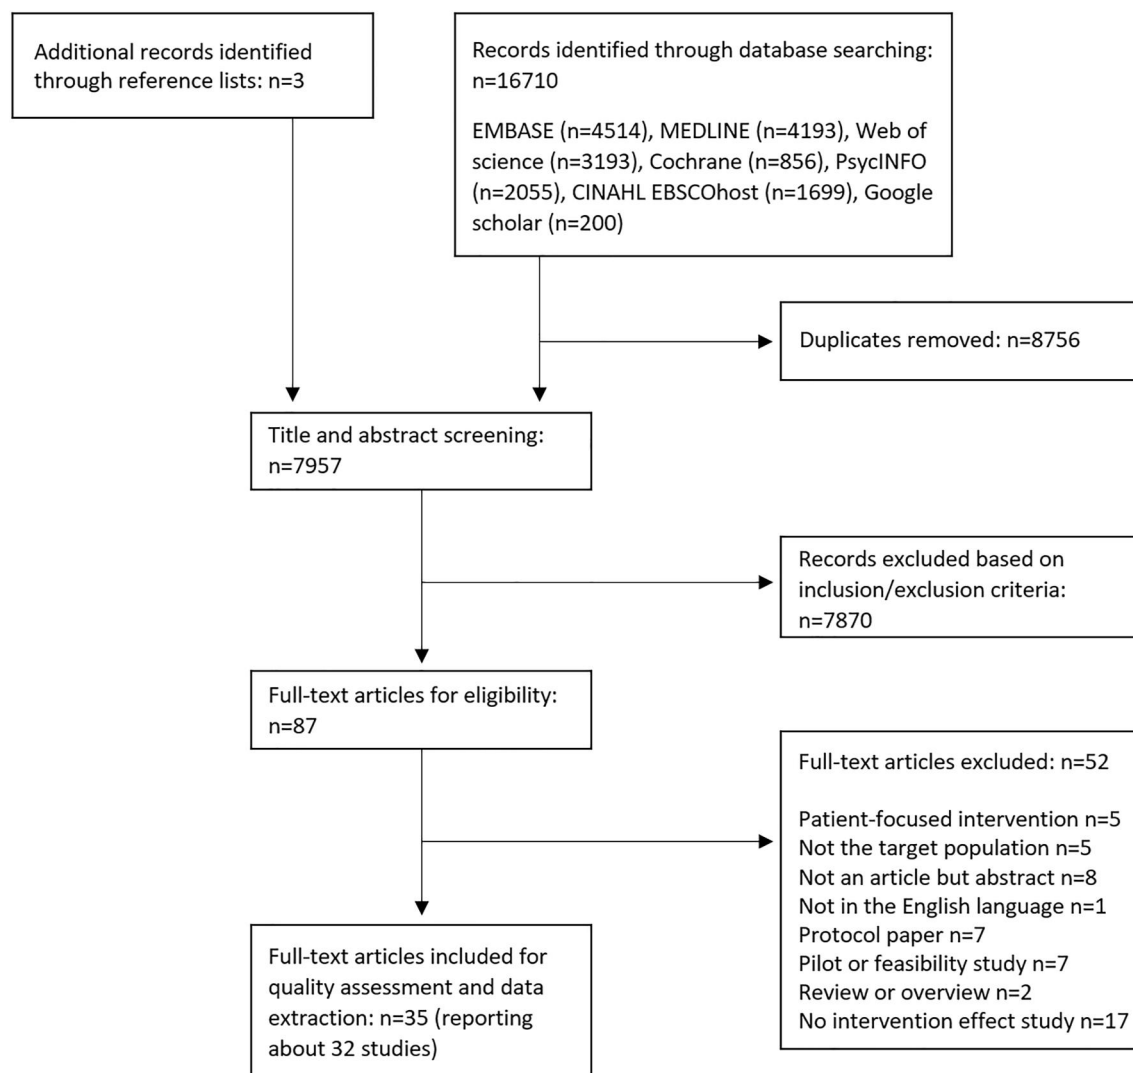 Additional records identified
through reference lists: n=3
Records identified through database searching:
n=16710
EMBASE (n=4514), MEDLINE (n=4193), Web of
science (n=3193), Cochrane (n=856), PsycINFO
(n=2055), CINAHL EBSCOhost (n=1699), Google
scholar (n=200)
Duplicates removed: n=8756
Title and abstract screening:
n=7957
Records excluded based on
inclusion/exclusion criteria:
n=7870
Full-text articles for eligibility:
n=87
Full-text articles excluded: n=52
Patient-focused intervention n=5
Not the target population n=5
Not an article but abstract n=8
Not in the English language n=1
Protocol paper n=7
Pilot or feasibility study n=7
Review or overview n=2
No intervention effect study n=17
Full-text articles included for
quality assessment and data
extraction: n=35 (reporting
about 32 studies)